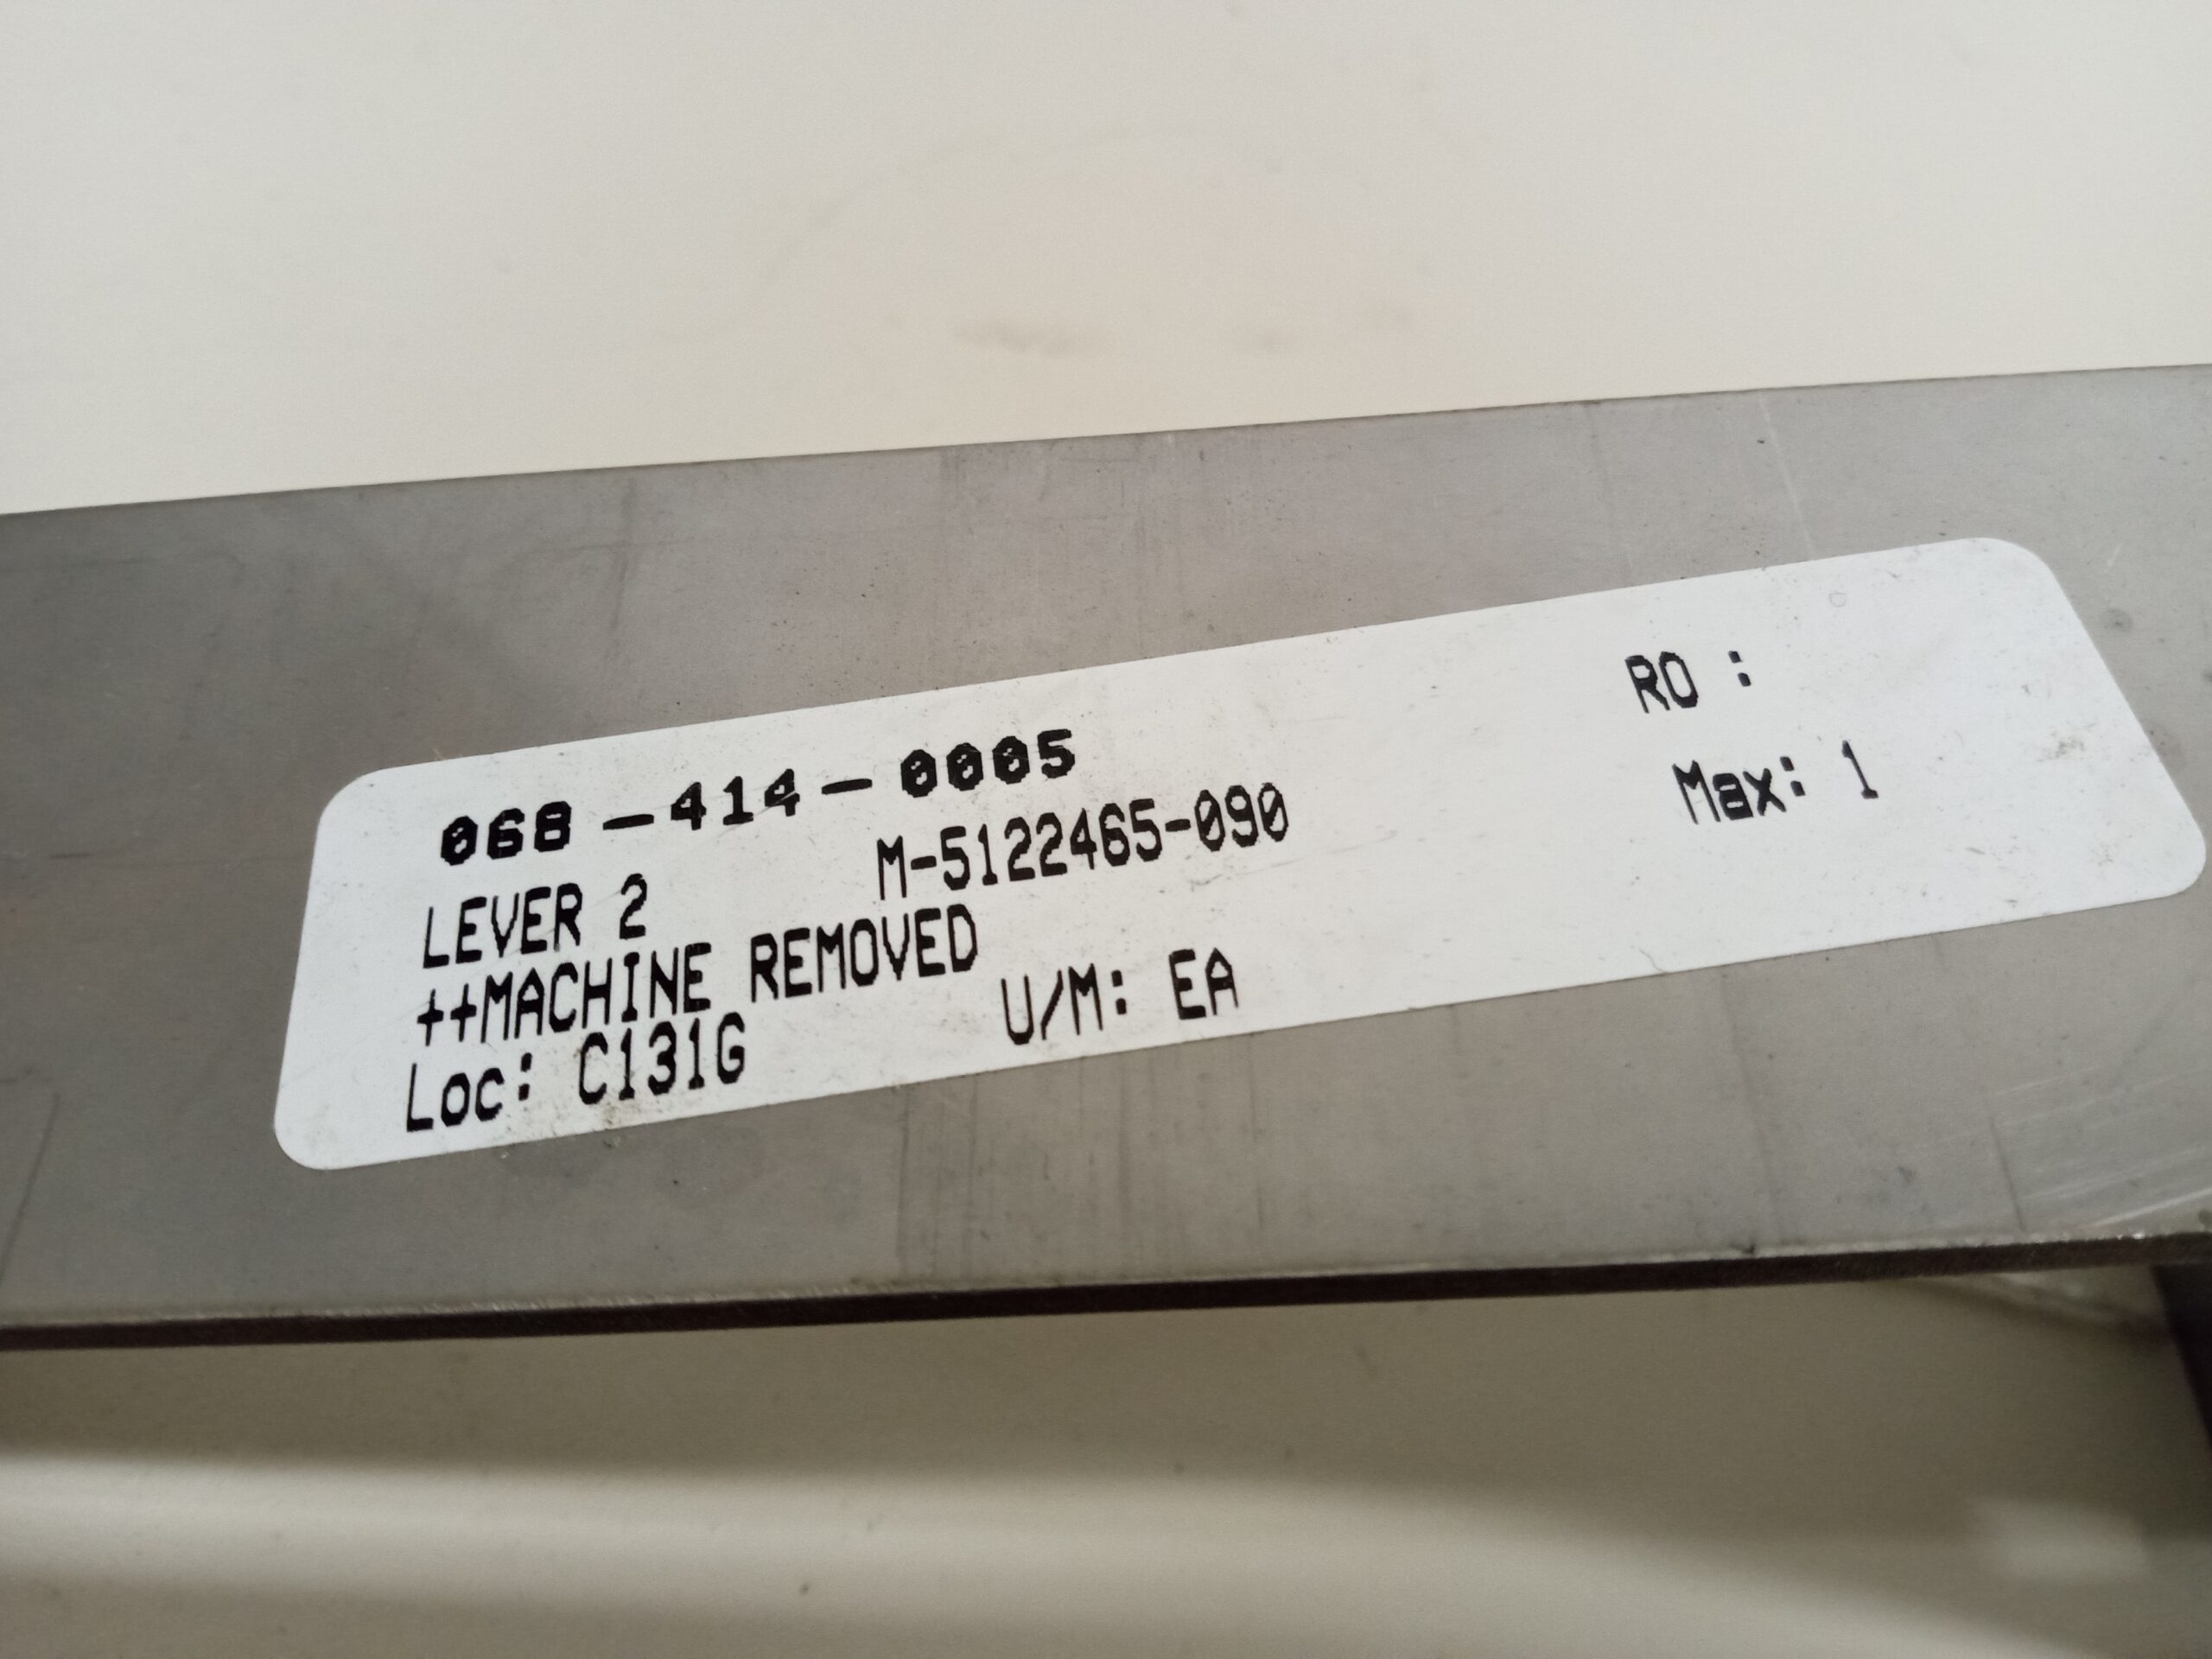 068-414-0005 RO :
LEVER 2 M-5122465-090 Max: 1
++MACHINE REMOVED
Loc: C131G U/M: EA